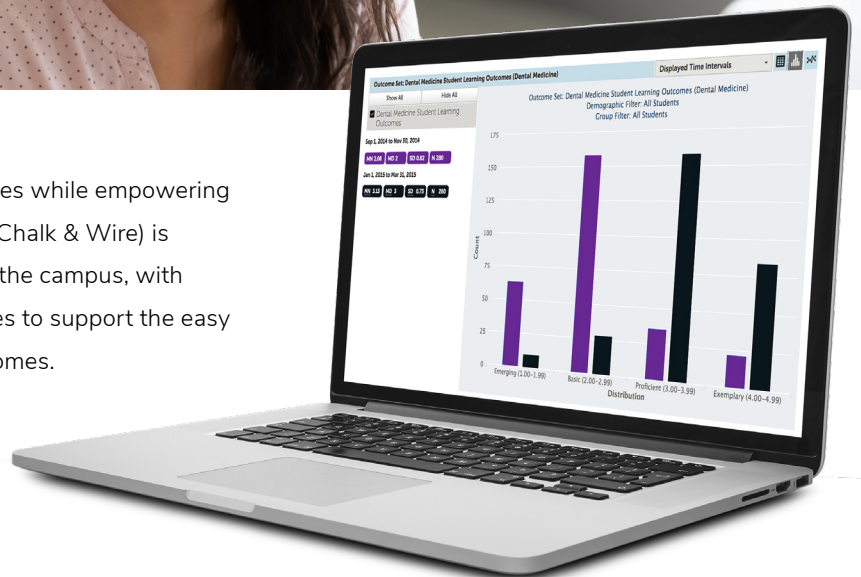 es while empowering
Chalk & Wire) is
the campus, with
es to support the easy
omes.
Outcome Set: Dental Medicine Student Learning Outcomes (Dental Medicine)
Displayed Time Intervals
Show All
Hide All
Dental Medicine Student Learning
Outcomes
Sep 1, 2014 to Nov 30, 2014
MN 2.06 MD 2 SD 0.82 N 280
Jan 1, 2015 to Mar 31, 2015
MN 3.13 MD 3 SD 0.73 N 280
Outcome Set: Dental Medicine Student Learning Outcomes (Dental Medicine)
Demographic Filter: All Students
Group Filter: All Students
175
150
125
100
75
50
25
0
Count
Emerging (1.00-1.99)
Basic (2.00-2.99)
Proficient (3.00-3.99)
Exemplary (4.00-4.99)
Distribution